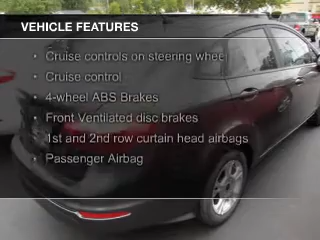 VEHICLE FEATURES
• Cruise controls on steering wheel
• Cruise control
• 4-wheel ABS Brakes
• Front Ventilated disc brakes
• 1st and 2nd row curtain head airbags
• Passenger Airbag